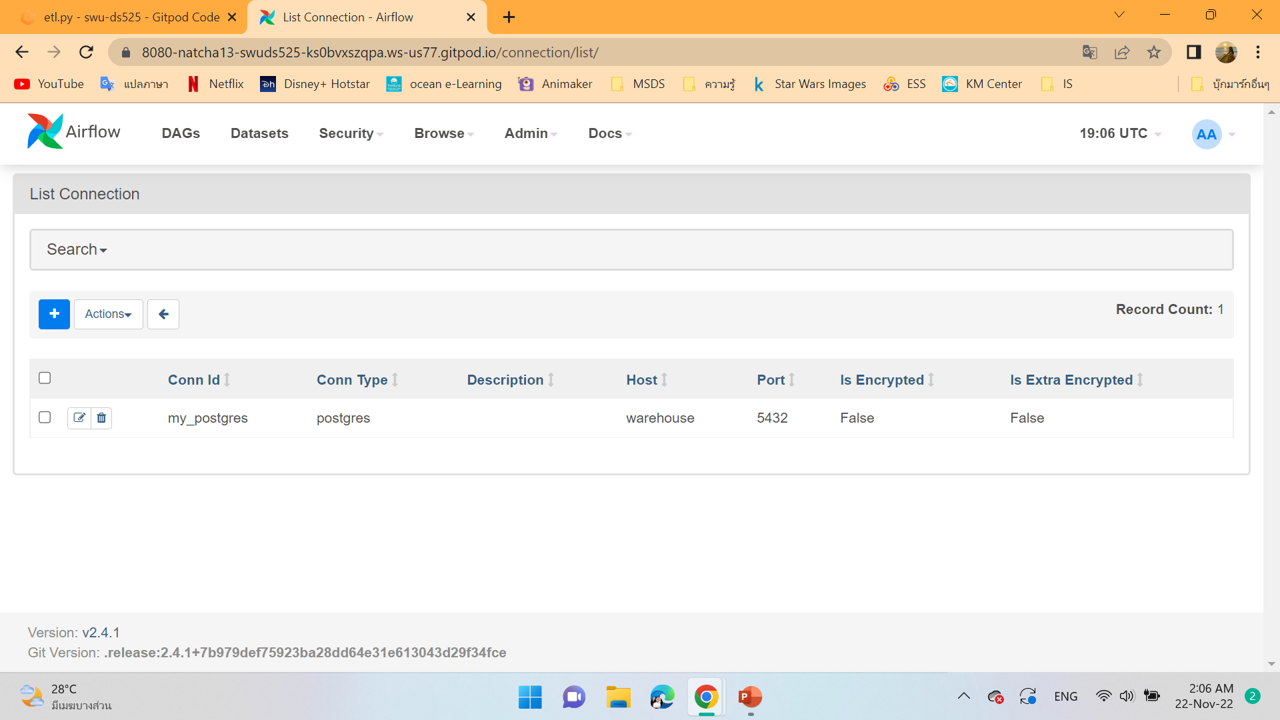 etl.py - swu-ds525 - Gitpod Code
List Connection - Airflow
8080-natcha13-swuds525-ks0bvxszqpa.ws-us77.gitpod.io/connection/list/
YouTube แปลภาษา Netflix Disney+ Hotstar ocean e-Learning Animaker MSDS ความรู้ Star Wars Images ESS KM Center IS บุ๊กมาร์กอื่นๆ
Airflow DAGs Datasets Security Browse Admin Docs 19:06 UTC AA
List Connection
Search
+ Actions Record Count: 1
Conn Id Conn Type Description Host Port Is Encrypted Is Extra Encrypted
my_postgres postgres warehouse 5432 False False
Version: v2.4.1
Git Version: .release:2.4.1+7b979def75923ba28dd64e31e613043d29f34fce
28°C
มีเมฆบางส่วน
ENG
2:06 AM
22-Nov-22
2